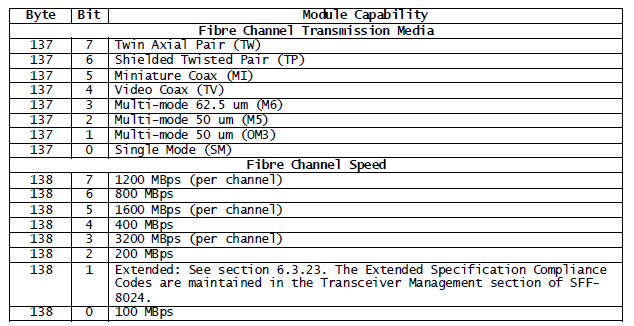 Byte Bit Module Capability
Fibre Channel Transmission Media
137 7 Twin Axial Pair (TW)
137 6 Shielded Twisted Pair (TP)
137 5 Miniature Coax (MI)
137 4 Video Coax (TV)
137 3 Multi-mode 62.5 um (M6)
137 2 Multi-mode 50 um (M5)
137 1 Multi-mode 50 um (OM3)
137 0 Single Mode (SM)
Fibre Channel Speed
138 7 1200 MBps (per channel)
138 6 800 MBps
138 5 1600 MBps (per channel)
138 4 400 MBps
138 3 3200 MBps (per channel)
138 2 200 MBps
138 1 Extended: See section 6.3.23. The Extended Specification Compliance
Codes are maintained in the Transceiver Management section of SFF-
8024.
138 0 100 MBps